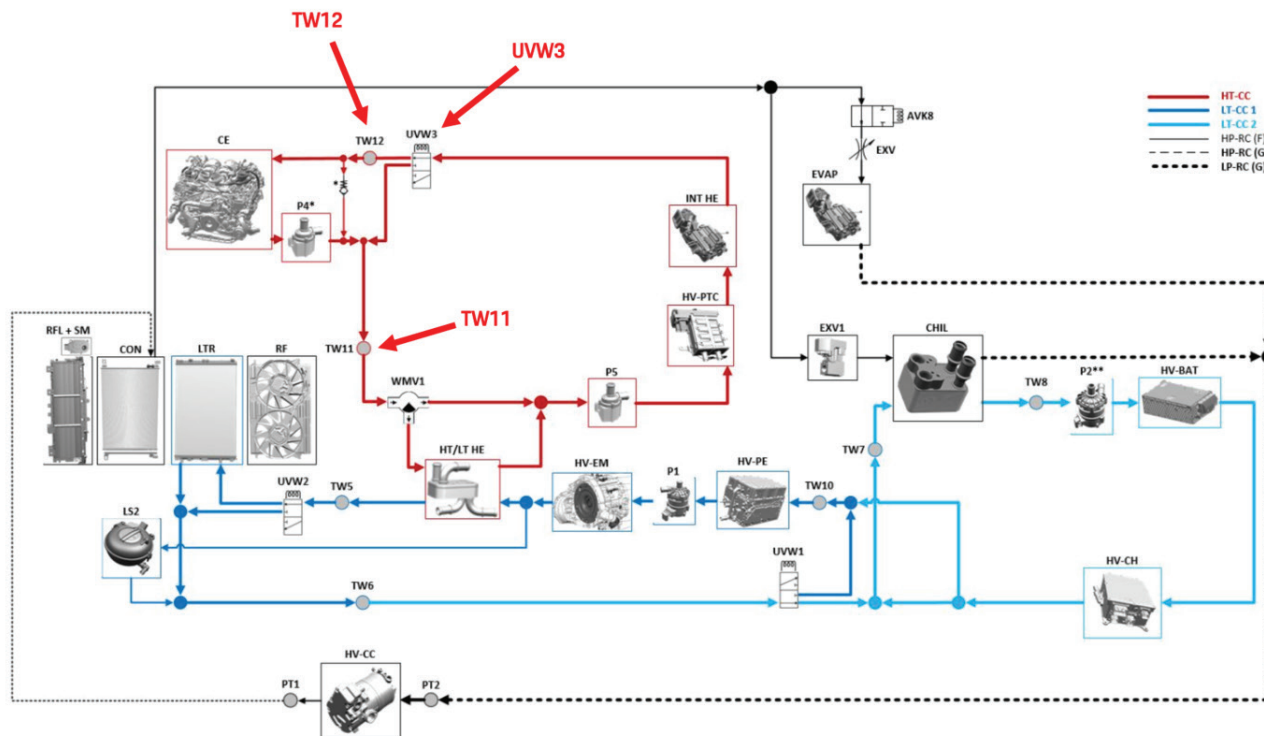 TW12
UVW3
HT-CC
LT-CC 1
LT-CC 2
HP-RC (F)
HP-RC (G
LP-RC (G)
AVK8
EXV
EVAP
CE
TW12
UVW3
P4*
INT HE
HV-PTC
TW11
TW11
RFL + SM
CON
LTR
RF
WMV1
P5
EXV1
CHIL
TW8
P2**
HV-BAT
HT/LT HE
HV-EM
P1
HV-PE
TW10
TW7
UVW2
TW5
LS2
UVW1
HV-CH
TW6
HV-CC
PT1
PT2